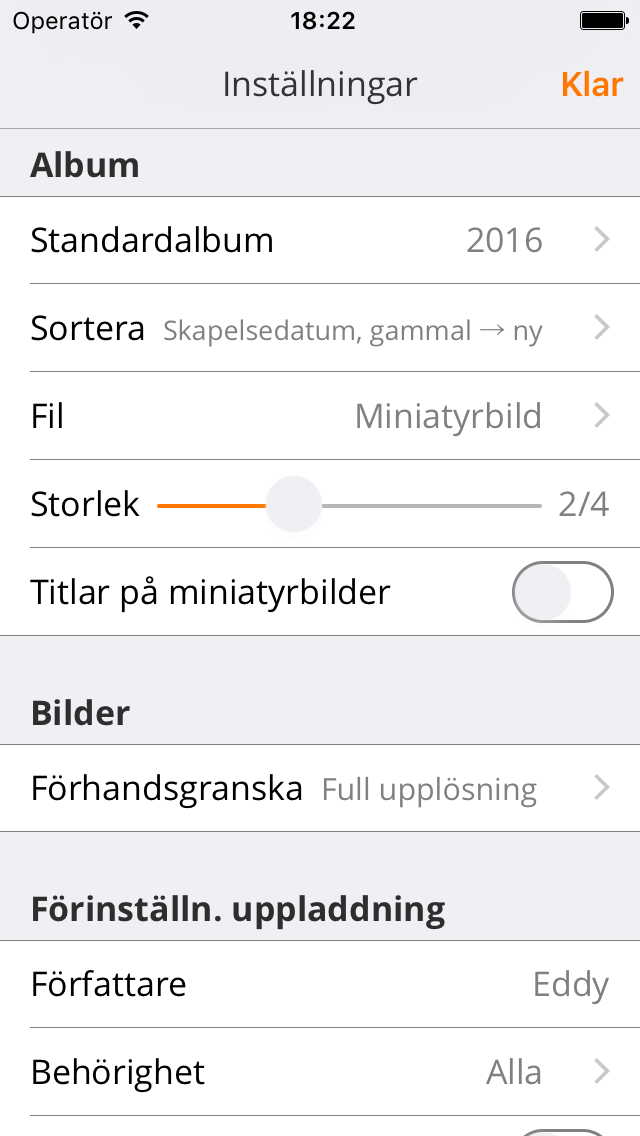 Operatör 18:22
Inställningar Klar
Album
Standardalbum 2016
Sortera Skapelsedatum, gammal → ny
Fil Miniatyrbild
Storlek 2/4
Titlar på miniatyrbilder
Bilder
Förhandsgranska Full upplösning
Förinställn. uppladdning
Författare Eddy
Behörighet Alla